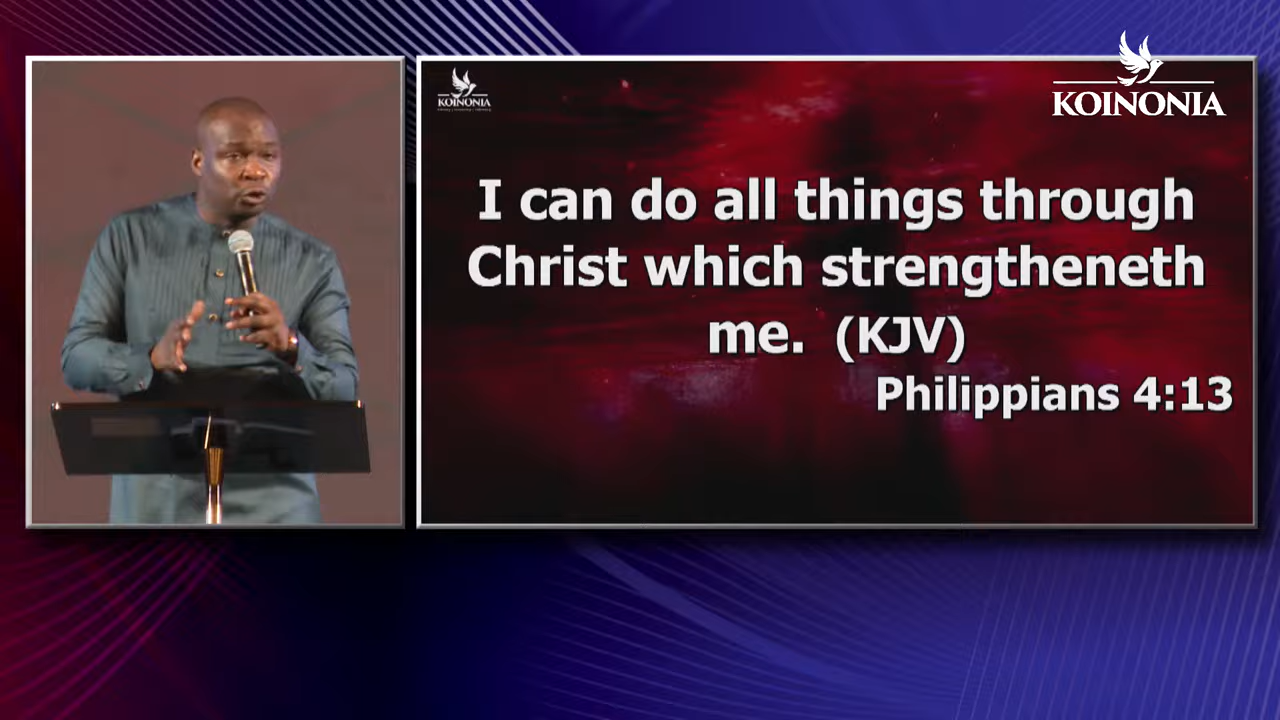 KOINONIA
KOINONIA
I can do all things through
Christ which strengtheneth
me. (KJV)
Philippians 4:13